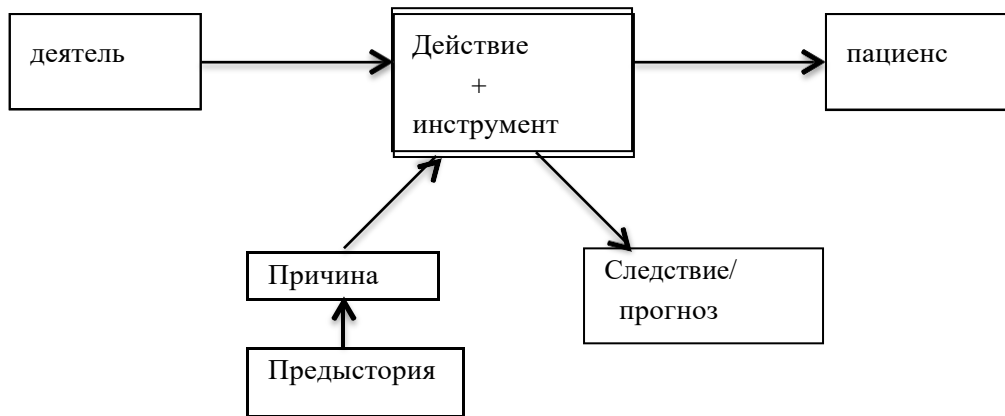 деятель
Действие
+
инструмент
пациенс
Причина
Следствие/
прогноз
Предыстория